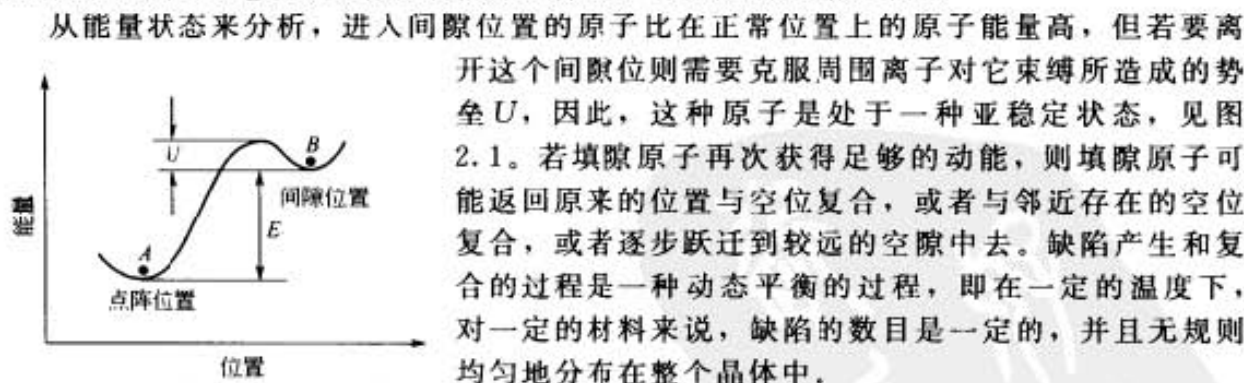 从能量状态来分析，进入间隙位置的原子比在正常位置上的原子能量高，但若要离
开这个间隙位则需要克服周围离子对它束缚所造成的势
垒U，因此，这种原子是处于一种亚稳定状态，见图
2.1。若填隙原子再次获得足够的动能，则填隙原子可
能返回原来的位置与空位复合，或者与邻近存在的空位
复合，或者逐步跃迁到较远的空隙中去。缺陷产生和复
合的过程是一种动态平衡的过程，即在一定的温度下，
对一定的材料来说，缺陷的数目是一定的，并且无规则
均匀地分布在整个晶体中。
能量
U
B
间隙位置
E
A
点阵位置
位置